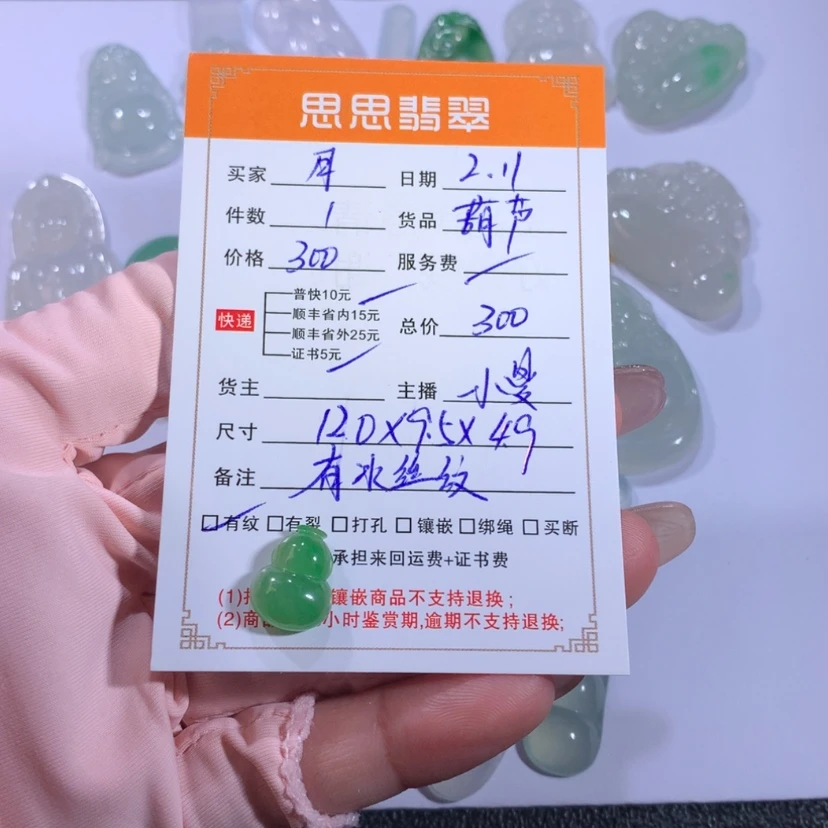 思思翡翠
买家 耳 日期 2.11
件数 1 货品 葫芦
价格 300 服务费
普快10元
顺丰省内15元
快递 总价 300
顺丰省外25元
证书5元
货主 主播 小曼
尺寸 12.0X9.5X4.9
备注 有冰丝纹
有纹 有裂 打孔 镶嵌 绑绳 买断
承担来回运费+证书费
(1)打 镶嵌商品不支持退换;
(2)商 小时鉴赏期,逾期不支持退换;